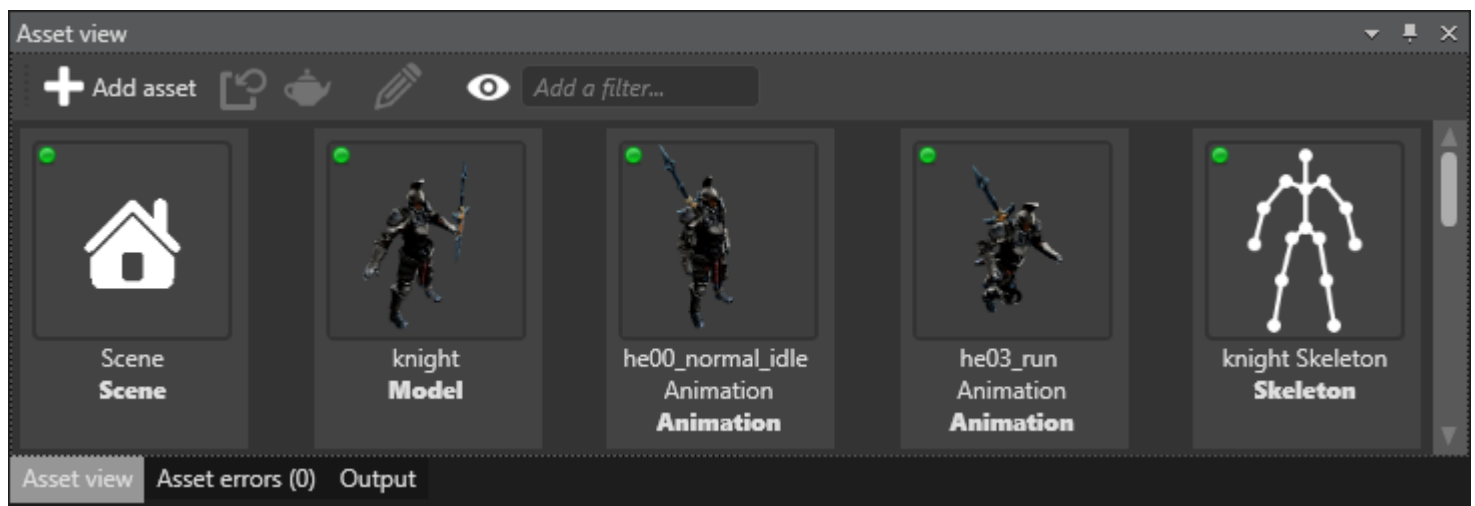 Asset view
Add asset
Add a filter...
Scene
Scene
knight
Model
he00_normal_idle
Animation
Animation
he03_run
Animation
Animation
knight Skeleton
Skeleton
Asset view Asset errors (0) Output